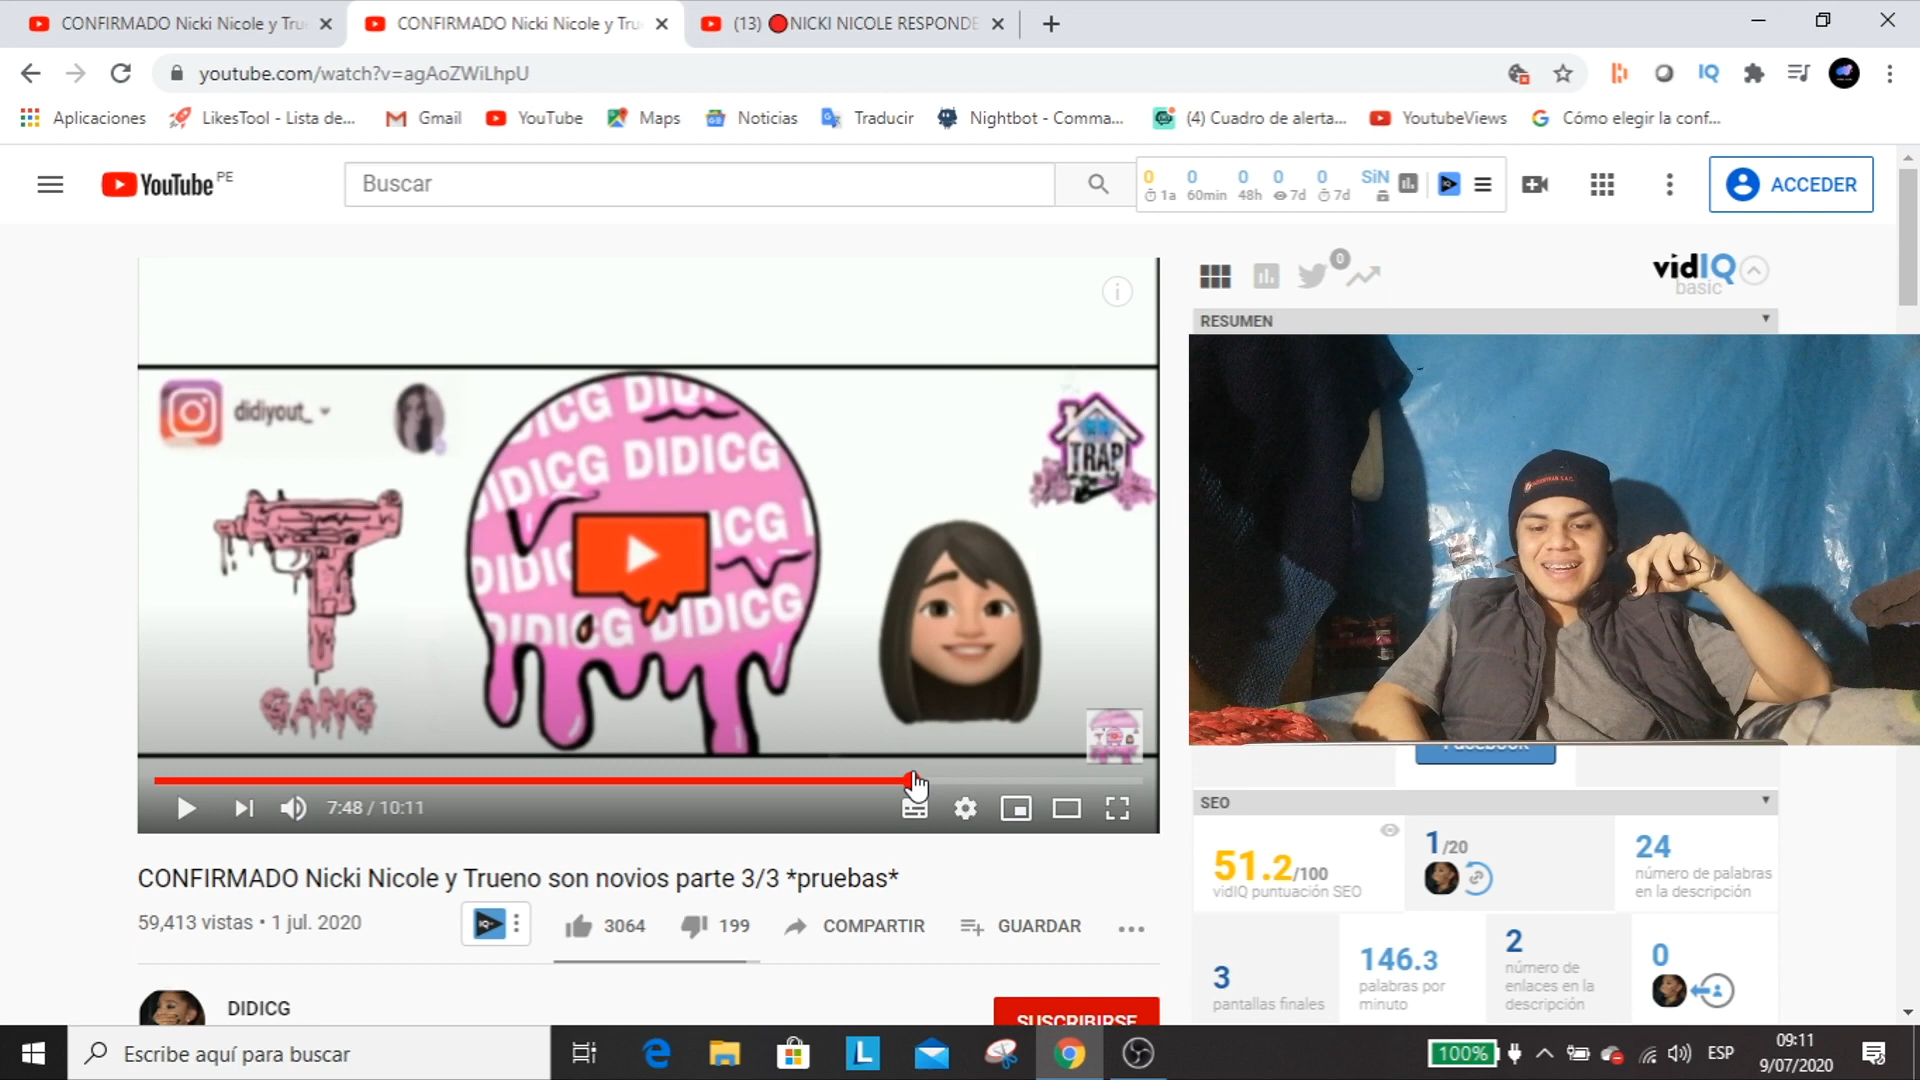 CONFIRMADO Nicki Nicole y Tru
CONFIRMADO Nicki Nicole y Tru
(13) 🔴NICKI NICOLE RESPONDE
youtube.com/watch?v=agAoZWiLhpU
IQ
Aplicaciones
LikesTool - Lista de...
Gmail
YouTube
Maps
Noticias
Traducir
Nightbot - Comma...
(4) Cuadro de alerta...
YoutubeViews
Cómo elegir la conf...
YouTube PE
Buscar
0 0 0 0 0 SiN
1a 60min 48h 7d 7d
ACCEDER
0
vidIQ
basic
RESUMEN
didiyout_
DIDICG DIDICG
TRAP
GANG
7:48 / 10:11
Facebook
SEO
51.2/100
vidIQ puntuación SEO
1/20
24
número de palabras
en la descripción
CONFIRMADO Nicki Nicole y Trueno son novios parte 3/3 *pruebas*
59,413 vistas • 1 jul. 2020
3064
199
COMPARTIR
GUARDAR
3
pantallas finales
146.3
palabras por
minuto
2
número de
enlaces en la
descripción
0
DIDICG
SUSCRIBIRSE
Escribe aquí para buscar
100%
ESP
09:11
9/07/2020